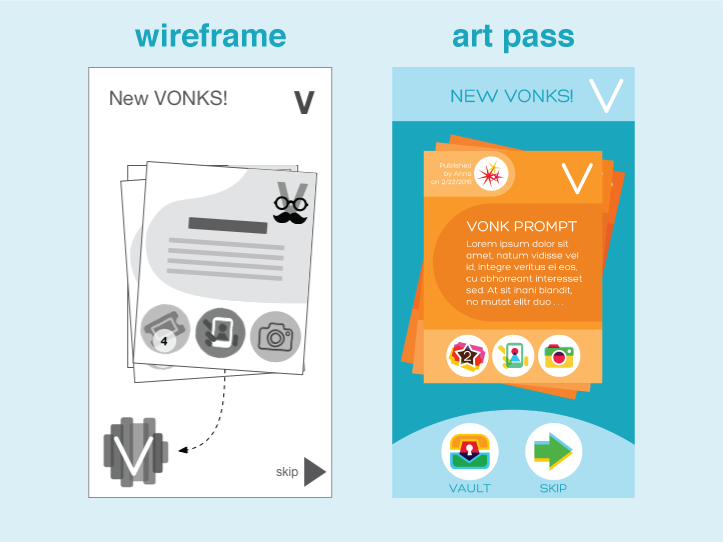 wireframe
New VONKS!
V
V
4
V
skip
art pass
NEW VONKS!
V
Published
by Anna
on 2/22/2016
V
VONK PROMPT
Lorem ipsum dolor sit
amet, natum vidisse vel
id, integre veritus ei eos,
cu abhorreant interesset
sed. At sit inani blandit,
no mutat elitr duo . . .
2
VAULT
SKIP